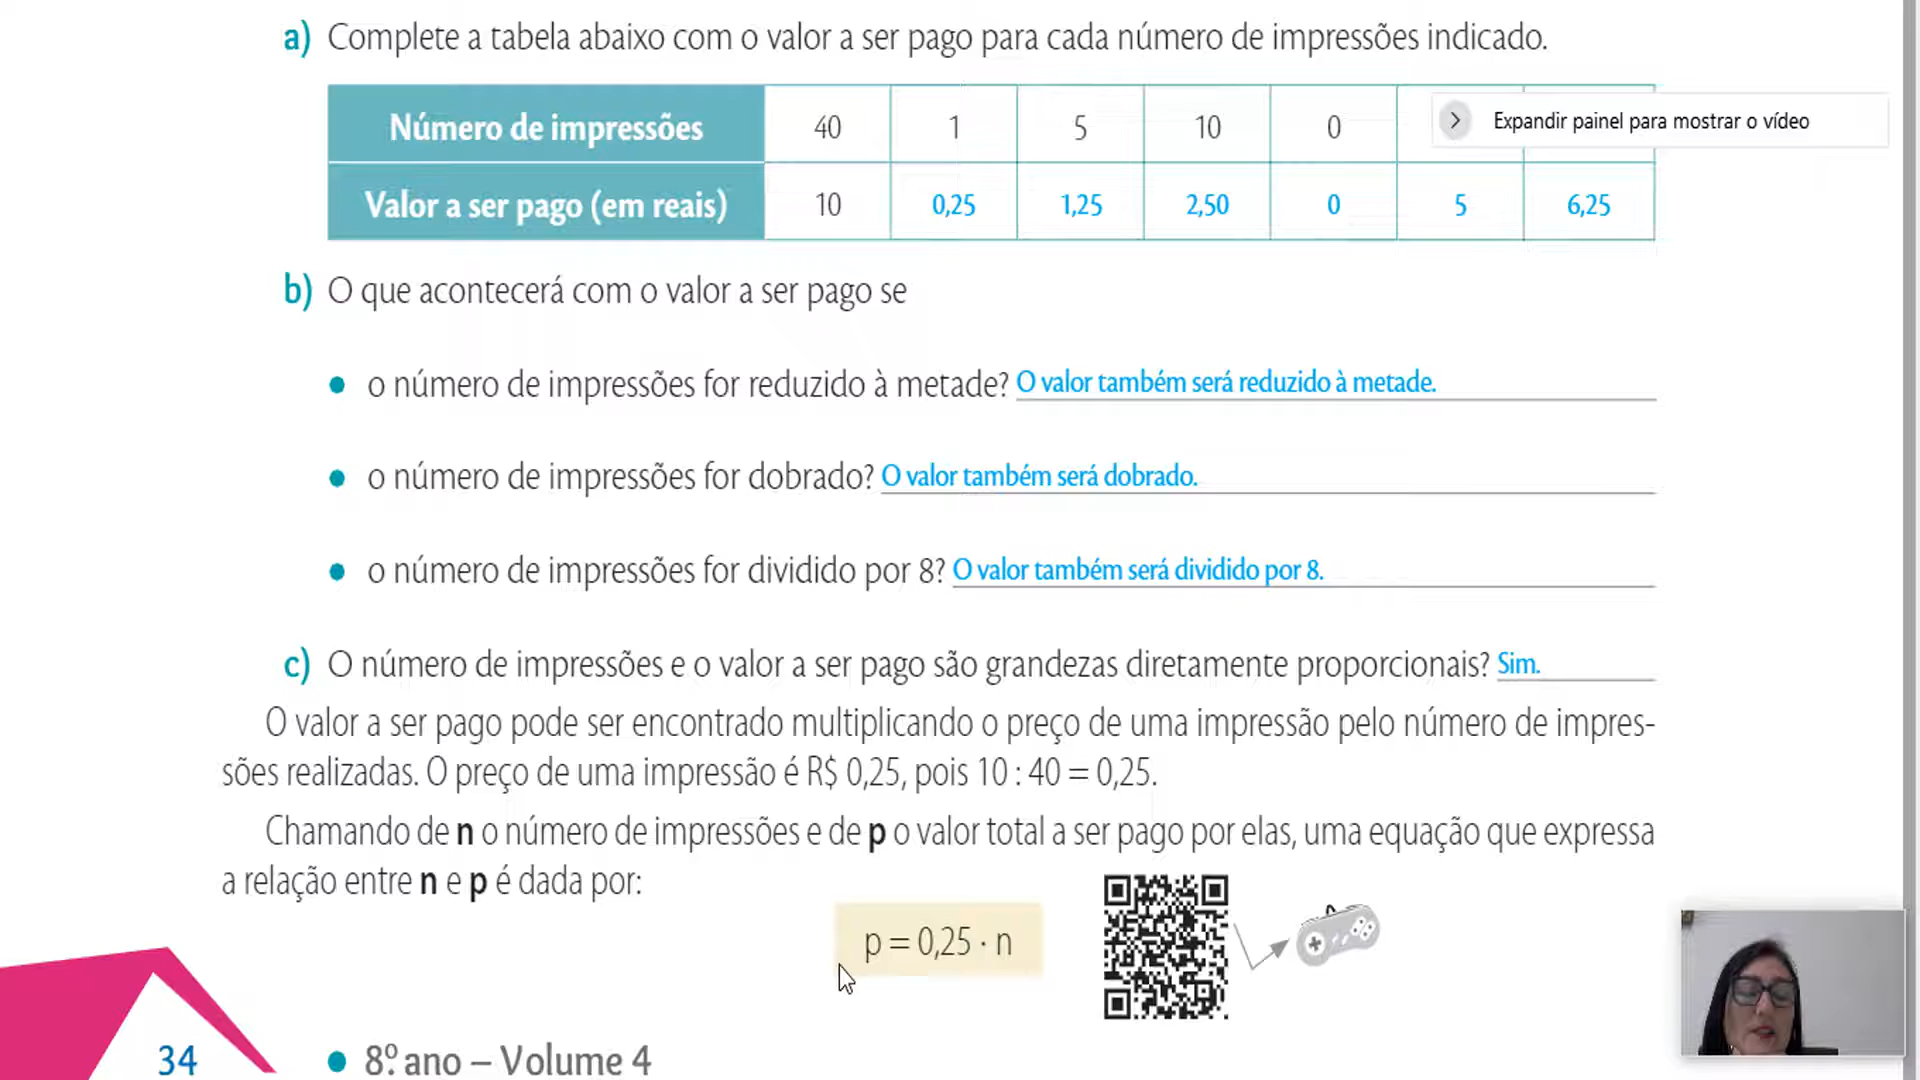 a) Complete a tabela abaixo com o valor a ser pago para cada número de impressões indicado.
Número de impressões 40 1 5 10 0
Expandir painel para mostrar o vídeo
Valor a ser pago (em reais) 10 0,25 1,25 2,50 0 5 6,25
b) O que acontecerá com o valor a ser pago se
• o número de impressões for reduzido à metade? O valor também será reduzido à metade.
• o número de impressões for dobrado? O valor também será dobrado.
• o número de impressões for dividido por 8? O valor também será dividido por 8.
c) O número de impressões e o valor a ser pago são grandezas diretamente proporcionais? Sim.
O valor a ser pago pode ser encontrado multiplicando o preço de uma impressão pelo número de impres-
sões realizadas. O preço de uma impressão é R$ 0,25, pois 10 : 40 = 0,25.
Chamando de n o número de impressões e de p o valor total a ser pago por elas, uma equação que expressa
a relação entre n e p é dada por:
p = 0,25 · n
34 • 8º. ano – Volume 4